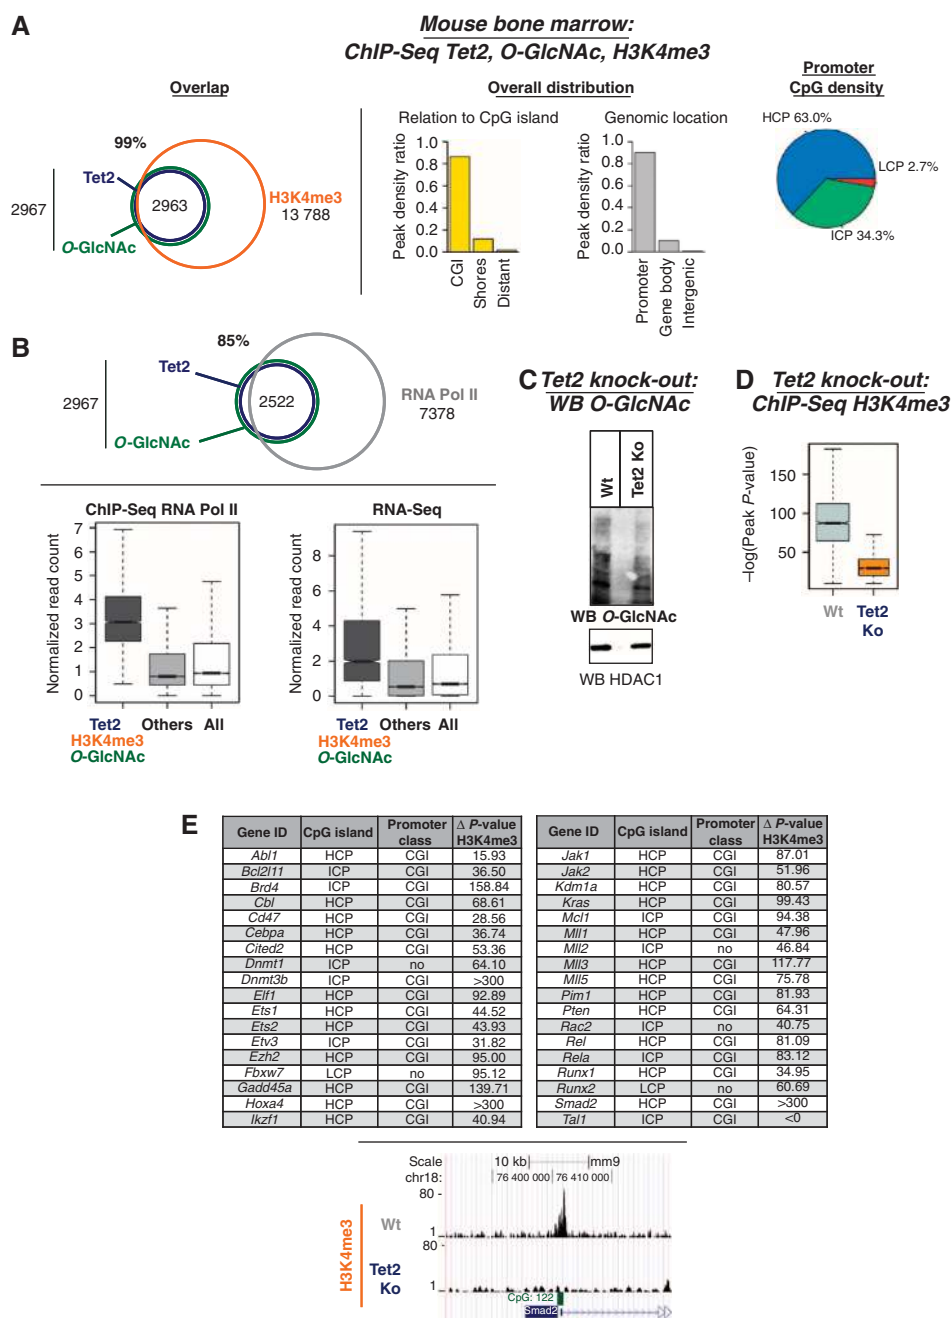 A
Mouse bone marrow:
ChIP-Seq Tet2, O-GlcNAc, H3K4me3
Overlap
99%
Tet2
2967
2963
O-GlcNAc
H3K4me3
13 788
Overall distribution
Relation to CpG island
Peak density ratio
1.0
0.8
0.6
0.4
0.2
0.0
CGI
Shores
Distant
Genomic location
Peak density ratio
1.0
0.8
0.6
0.4
0.2
0.0
Promoter
Gene body
Intergenic
Promoter
CpG density
HCP 63.0%
LCP 2.7%
ICP 34.3%
B
85%
Tet2
2967
2522
O-GlcNAc
RNA Pol II
7378
ChIP-Seq RNA Pol II
Normalized read count
7
6
5
4
3
2
1
0
Tet2 Others All
H3K4me3
O-GlcNAc
RNA-Seq
Normalized read count
8
6
4
2
0
Tet2 Others All
H3K4me3
O-GlcNAc
C
Tet2 knock-out:
WB O-GlcNAc
Wt
Tet2 Ko
WB O-GlcNAc
WB HDAC1
D
Tet2 knock-out:
ChIP-Seq H3K4me3
–log(Peak P-value)
150
100
50
Wt
Tet2
Ko
E
Gene ID CpG island Promoter class Δ P-value H3K4me3
Abl1 HCP CGI 15.93
Bcl2l11 ICP CGI 36.50
Brd4 ICP CGI 158.84
Cbl HCP CGI 68.61
Cd47 HCP CGI 28.56
Cebpa HCP CGI 36.74
Cited2 HCP CGI 53.36
Dnmt1 ICP no 64.10
Dnmt3b ICP CGI >300
Elf1 HCP CGI 92.89
Ets1 HCP CGI 44.52
Ets2 HCP CGI 43.93
Etv3 ICP CGI 31.82
Ezh2 HCP CGI 95.00
Fbxw7 LCP no 95.12
Gadd45a HCP CGI 139.71
Hoxa4 HCP CGI >300
Ikzf1 HCP CGI 40.94
Gene ID CpG island Promoter class Δ P-value H3K4me3
Jak1 HCP CGI 87.01
Jak2 HCP CGI 51.96
Kdm1a HCP CGI 80.57
Kras HCP CGI 99.43
Mcl1 ICP CGI 94.38
Mll1 HCP CGI 47.96
Mll2 ICP no 46.84
Mll3 HCP CGI 117.77
Mll5 HCP CGI 75.78
Pim1 HCP CGI 81.93
Pten HCP CGI 64.31
Rac2 ICP no 40.75
Rel HCP CGI 81.09
Rela ICP CGI 83.12
Runx1 HCP CGI 34.95
Runx2 LCP no 60.69
Smad2 HCP CGI >300
Tal1 ICP CGI <0
Scale 10 kb mm9
chr18: 76 400 000 76 410 000
H3K4me3
80 -
Wt
1
80 -
Tet2
Ko
1
CpG: 122
Smad2